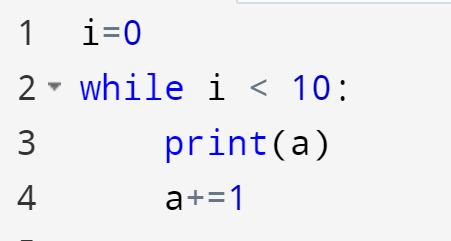 1 i=0
2 while i < 10:
3     print(a)
4     a+=1